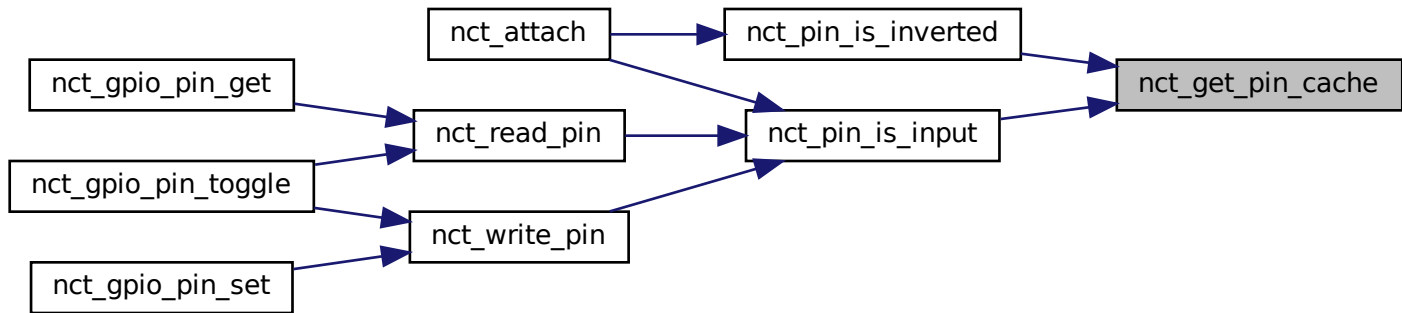 nct_attach
nct_pin_is_inverted
nct_gpio_pin_get
nct_get_pin_cache
nct_read_pin
nct_pin_is_input
nct_gpio_pin_toggle
nct_write_pin
nct_gpio_pin_set